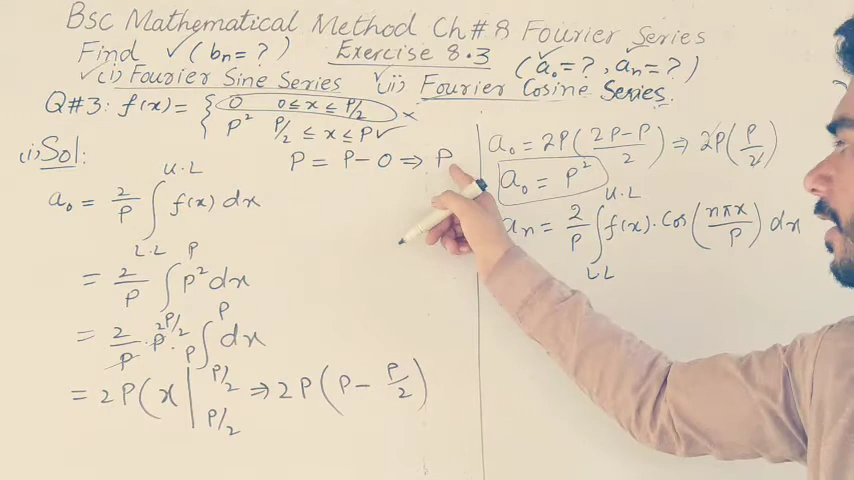 Bsc Mathematical Method Ch#8 Fourier Series
Find ✓ (bn=?) Exercise 8.3 (a₀=?, an=?)
✓(i) Fourier Sine Series ✓(ii) Fourier Cosine Series.
Q#3: f(x) = { 0 0≤x≤P/2 ×
P² P/2 ≤ x ≤ P ✓
(i) Sol:
P = P-0 ⇒ P
a₀ = 2/P ∫ U.L L.L f(x) dx
= 2/P ∫ P P/2 P² dx
= 2/P · P² · ∫ P P/2 dx
= 2P ( x | P/2 P/2 ⇒ 2P ( P - P/2 )
a₀ = 2P ( 2P-P/2 ) ⇒ 2P ( P/2 )
a₀ = P²
an = 2/P ∫ U.L L.L f(x) · Cos ( nπx/P ) dx